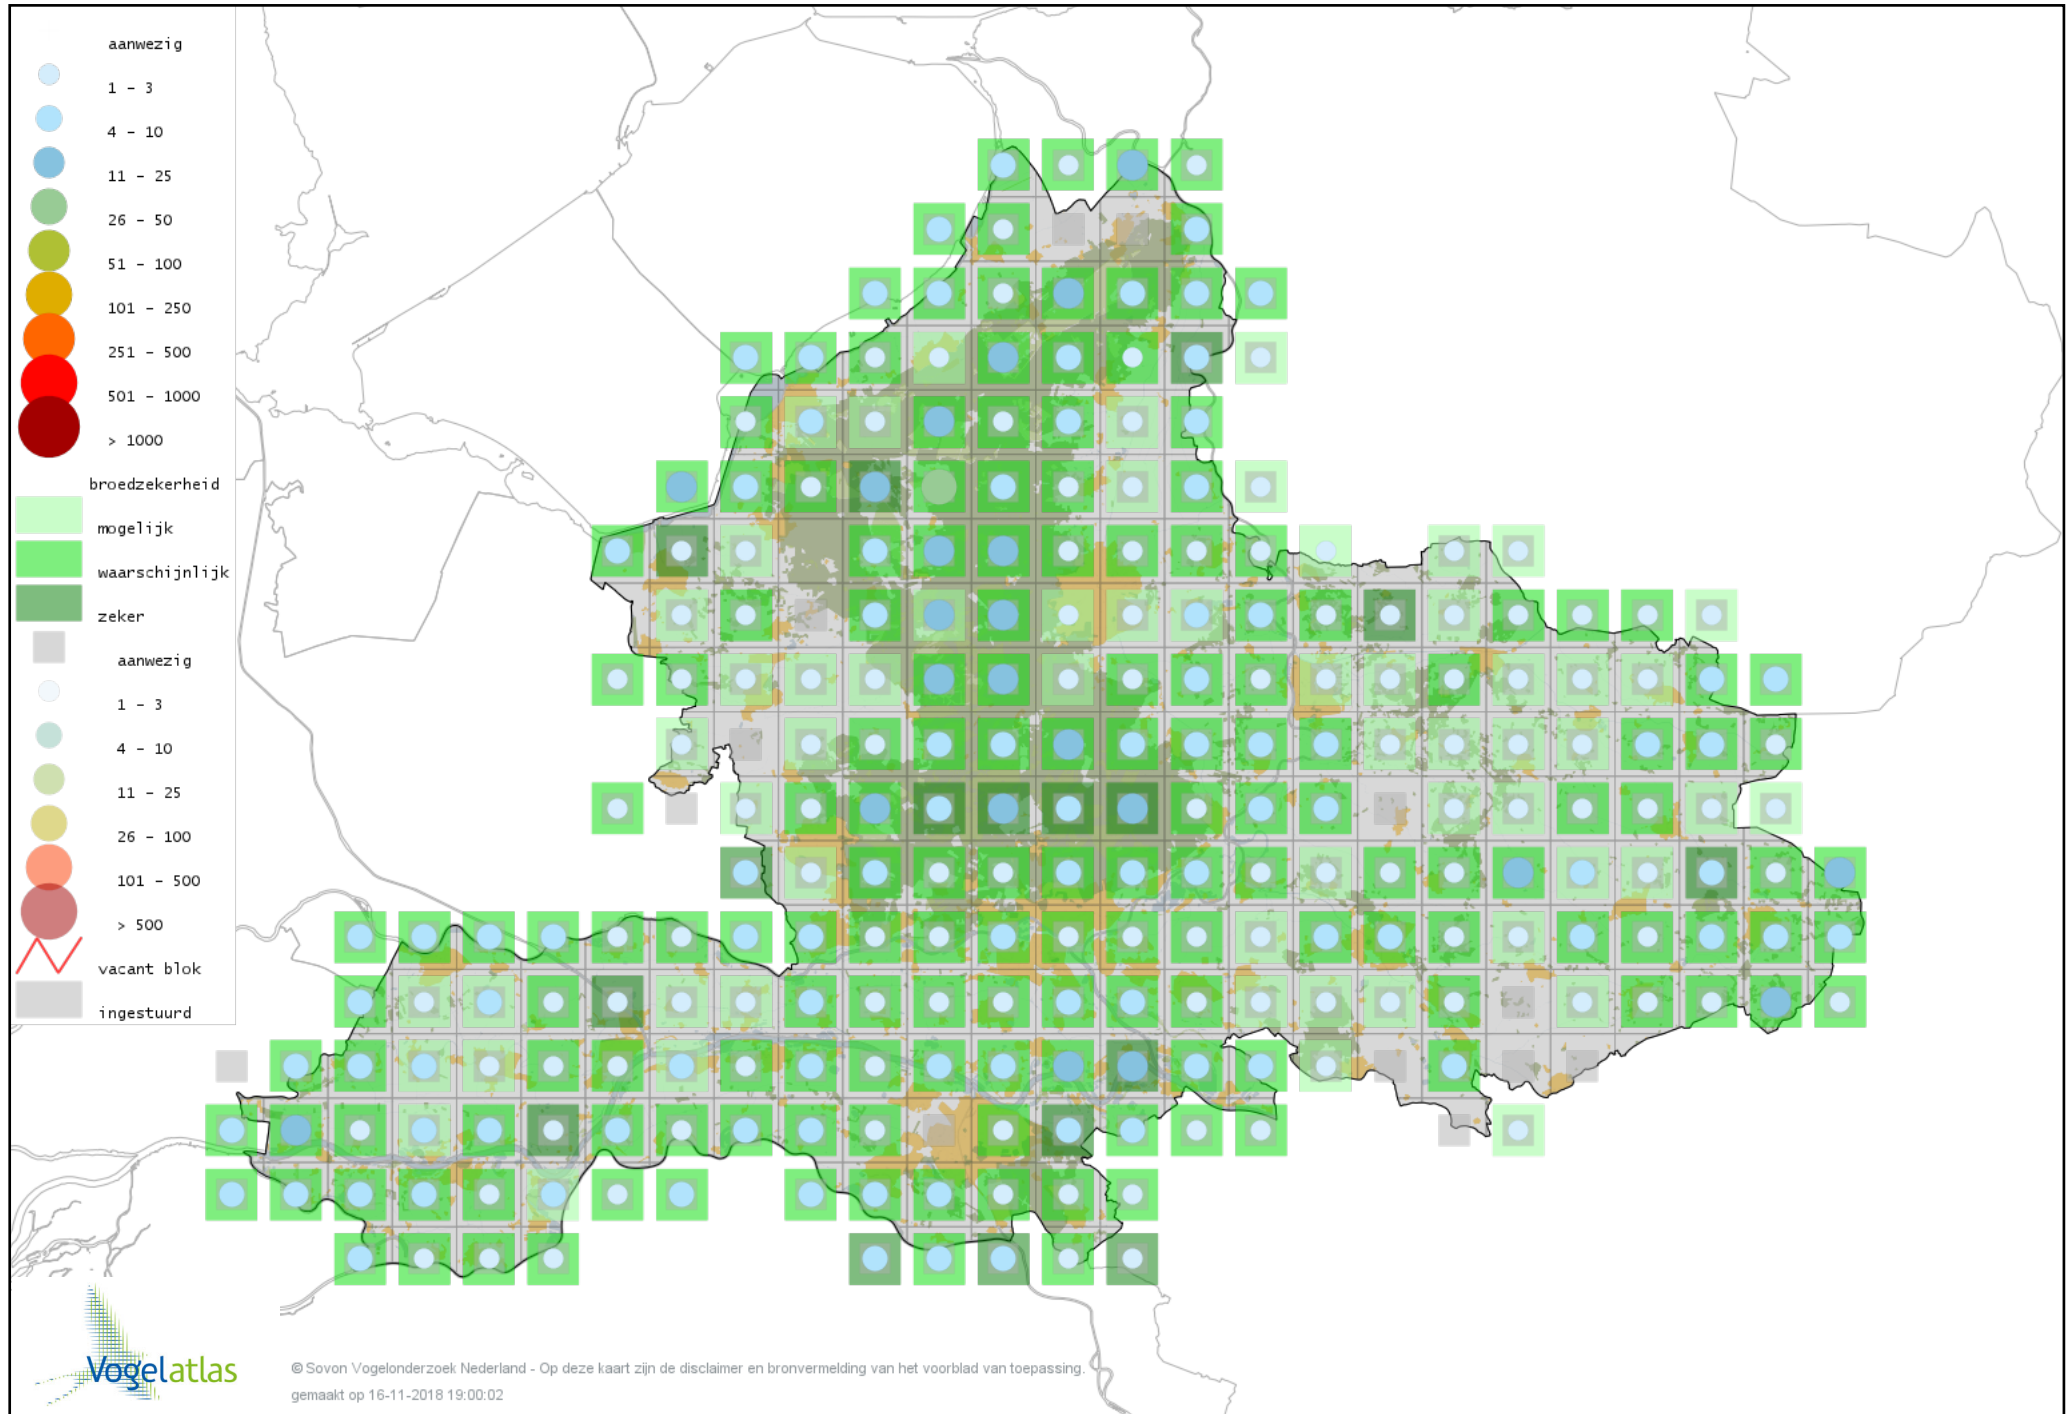 aanwezig
1 - 3
4 - 10
11 - 25
26 - 50
51 - 100
101 - 250
251 - 500
501 - 1000
> 1000
broedzekerheid
mogelijk
waarschijnlijk
zeker
aanwezig
1 - 3
4 - 10
11 - 25
26 - 100
101 - 500
> 500
vacant blok
ingestuurd
Vogelatlas
© Sovon Vogelonderzoek Nederland - Op deze kaart zijn de disclaimer en bronvermelding van het voorblad van toepassing.
gemaakt op 16-11-2018 19:00:02